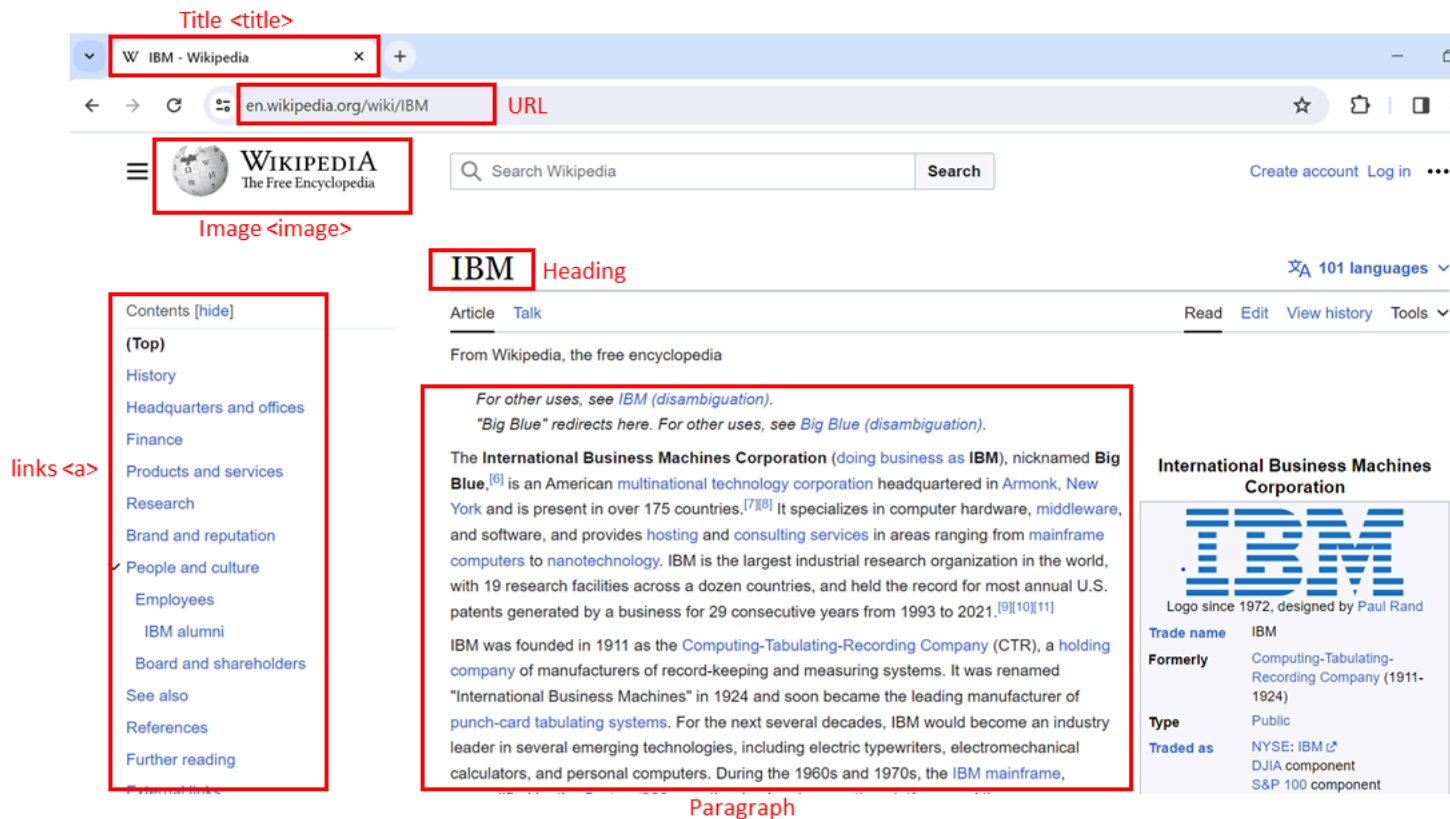 Title <title>
IBM - Wikipedia
en.wikipedia.org/wiki/IBM
URL
WIKIPEDIA
The Free Encyclopedia
Search Wikipedia
Search
Create account Log in
Image <image>
IBM
Heading
101 languages
Contents [hide]
(Top)
History
Headquarters and offices
Finance
Products and services
Research
Brand and reputation
People and culture
Employees
IBM alumni
Board and shareholders
See also
References
Further reading
External links
links <a>
Article Talk
Read Edit View history Tools
From Wikipedia, the free encyclopedia
For other uses, see IBM (disambiguation).
"Big Blue" redirects here. For other uses, see Big Blue (disambiguation).
The International Business Machines Corporation (doing business as IBM), nicknamed Big
Blue,[6] is an American multinational technology corporation headquartered in Armonk, New
York and is present in over 175 countries.[7][8] It specializes in computer hardware, middleware,
and software, and provides hosting and consulting services in areas ranging from mainframe
computers to nanotechnology. IBM is the largest industrial research organization in the world,
with 19 research facilities across a dozen countries, and held the record for most annual U.S.
patents generated by a business for 29 consecutive years from 1993 to 2021.[9][10][11]
IBM was founded in 1911 as the Computing-Tabulating-Recording Company (CTR), a holding
company of manufacturers of record-keeping and measuring systems. It was renamed
"International Business Machines" in 1924 and soon became the leading manufacturer of
punch-card tabulating systems. For the next several decades, IBM would become an industry
leader in several emerging technologies, including electric typewriters, electromechanical
calculators, and personal computers. During the 1960s and 1970s, the IBM mainframe,
Paragraph
International Business Machines
Corporation
IBM
Logo since 1972, designed by Paul Rand
Trade name IBM
Formerly Computing-Tabulating-
Recording Company (1911-
1924)
Type Public
Traded as NYSE: IBM
DJIA component
S&P 100 component